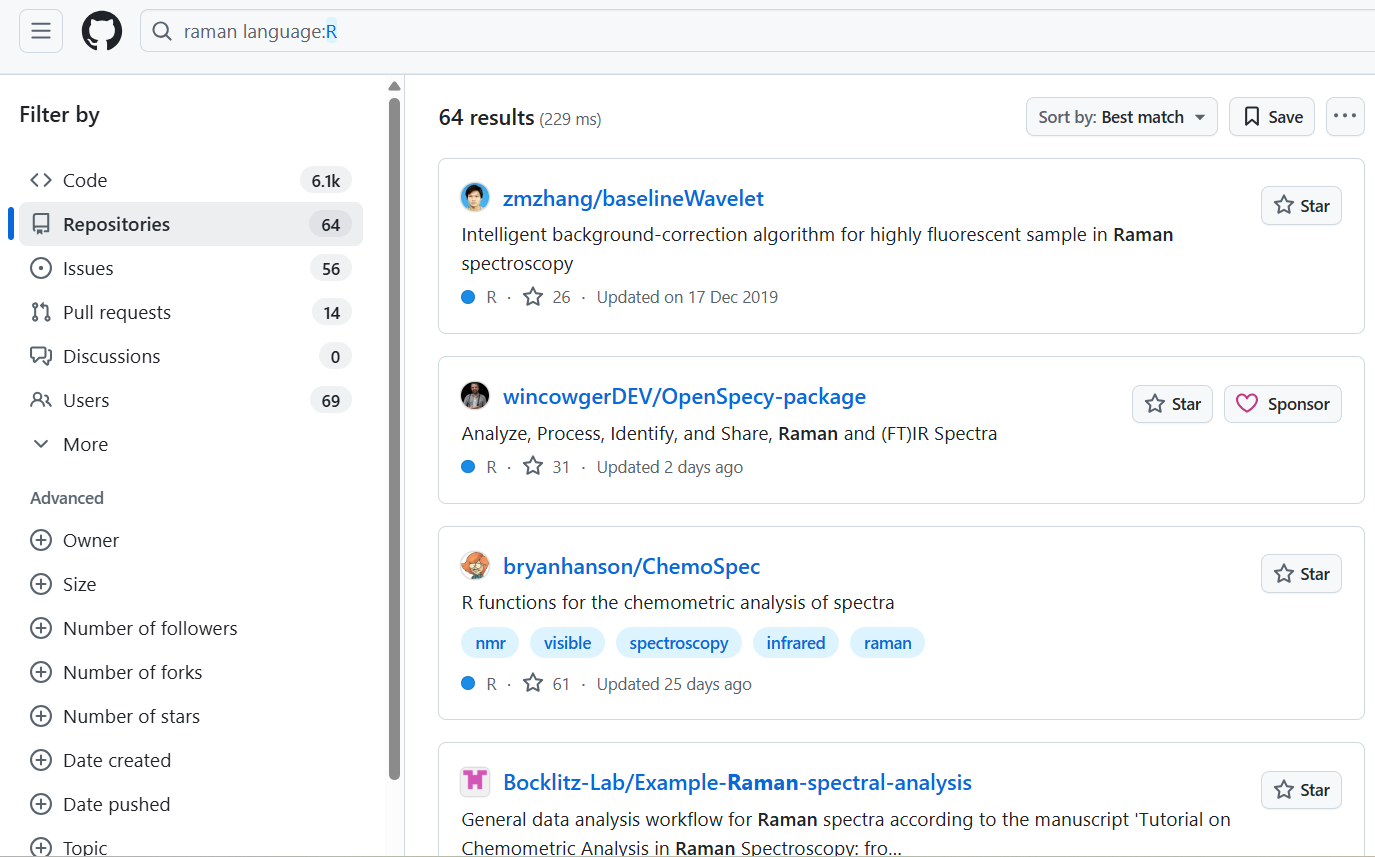 raman language:R
Filter by
Code 6.1k
Repositories 64
Issues 56
Pull requests 14
Discussions 0
Users 69
More
Advanced
Owner
Size
Number of followers
Number of forks
Number of stars
Date created
Date pushed
Topic
64 results (229 ms)
Sort by: Best match
Save
zmzhang/baselineWavelet
Star
Intelligent background-correction algorithm for highly fluorescent sample in Raman
spectroscopy
R · 26 · Updated on 17 Dec 2019
wincowgerDEV/OpenSpecy-package
Star
Sponsor
Analyze, Process, Identify, and Share, Raman and (FT)IR Spectra
R · 31 · Updated 2 days ago
bryanhanson/ChemoSpec
Star
R functions for the chemometric analysis of spectra
nmr visible spectroscopy infrared raman
R · 61 · Updated 25 days ago
Bocklitz-Lab/Example-Raman-spectral-analysis
Star
General data analysis workflow for Raman spectra according to the manuscript 'Tutorial on
Chemometric Analysis in Raman Spectroscopy: fro...